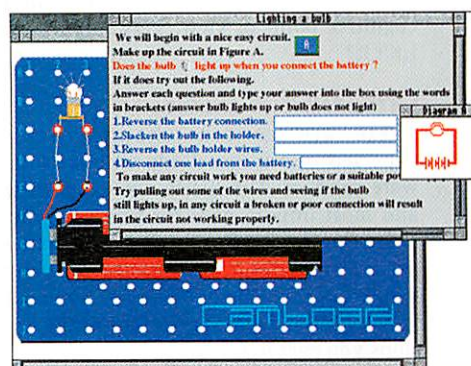 Lighting a bulb
We will begin with a nice easy circuit.
A
Make up the circuit in Figure A.
Does the bulb light up when you connect the battery ?
If it does try out the following.
Answer each question and type your answer into the box using the words
in brackets (answer bulb lights up or bulb does not light)
1.Reverse the battery connection.
2.Slacken the bulb in the holder.
3.Reverse the bulb holder wires.
4.Disconnect one lead from the battery.
To make any circuit work you need batteries or a suitable
Try pulling out some of the wires and seeing if the bulb
still lights up, in any circuit a broken or poor connection will result
in the circuit not working properly.
Diagram
Camboard